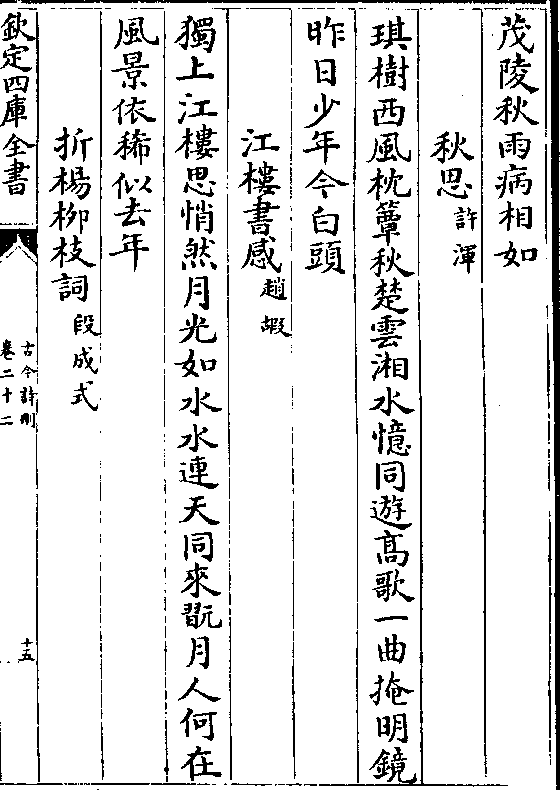 茂陵秋雨病相如
秋思許渾
琪樹西風枕簟秋楚雲湘水憶同遊髙歌一曲掩明鏡
昨日少年今白頭
江樓書感趙嘏
獨上江樓思悄然月光如水水連天同來翫月人何在
風景依稀似去年
折楊柳枝詞段成式
欽定四庫全書
古今詩刪
卷二十二
十五